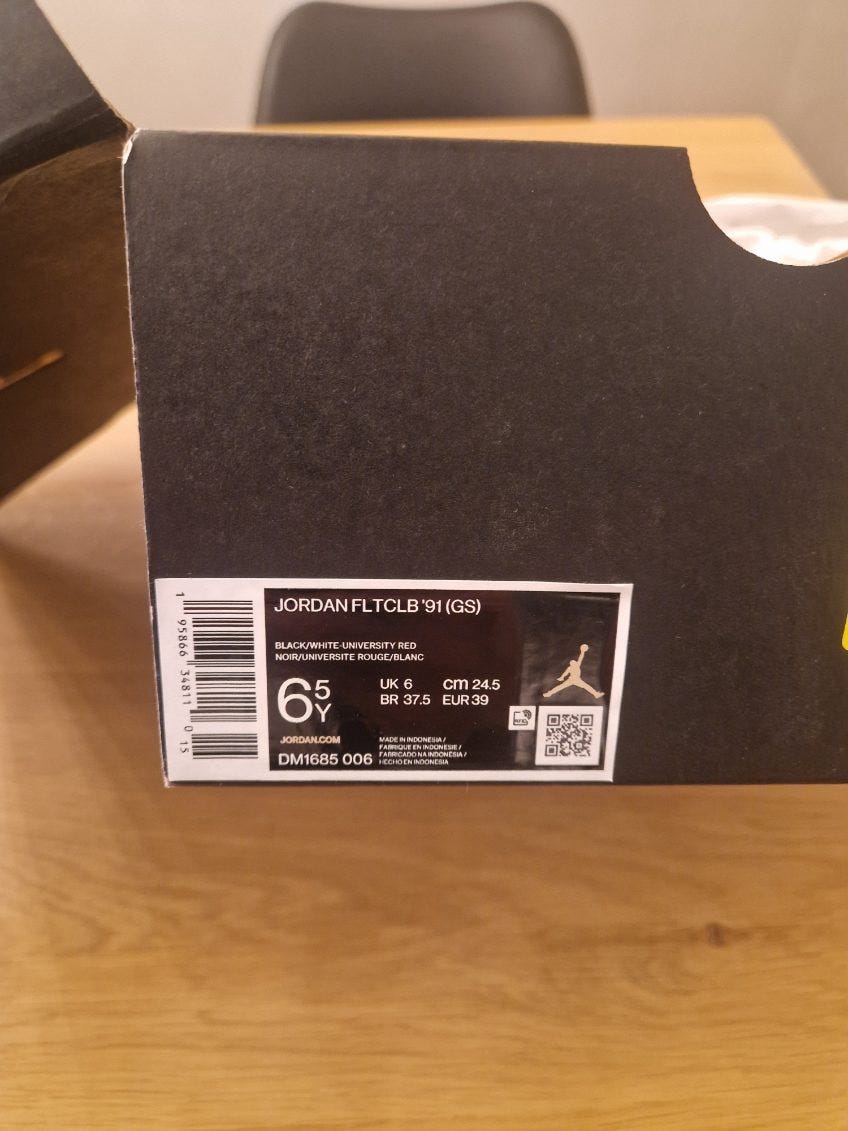 JORDAN FLTCLB '91 (GS)
BLACK/WHITE-UNIVERSITY RED
NOIR/UNIVERSITE ROUGE/BLANC
6 5 Y
UK 6 cm 24.5
BR 37.5 EUR 39
JORDAN.COM
DM1685 006
MADE IN INDONESIA /
FABRIQUE EN INDONESIE /
FABRICADO NA INDONÉSIA /
HECHO EN INDONESIA
1 95866 34811 0 15